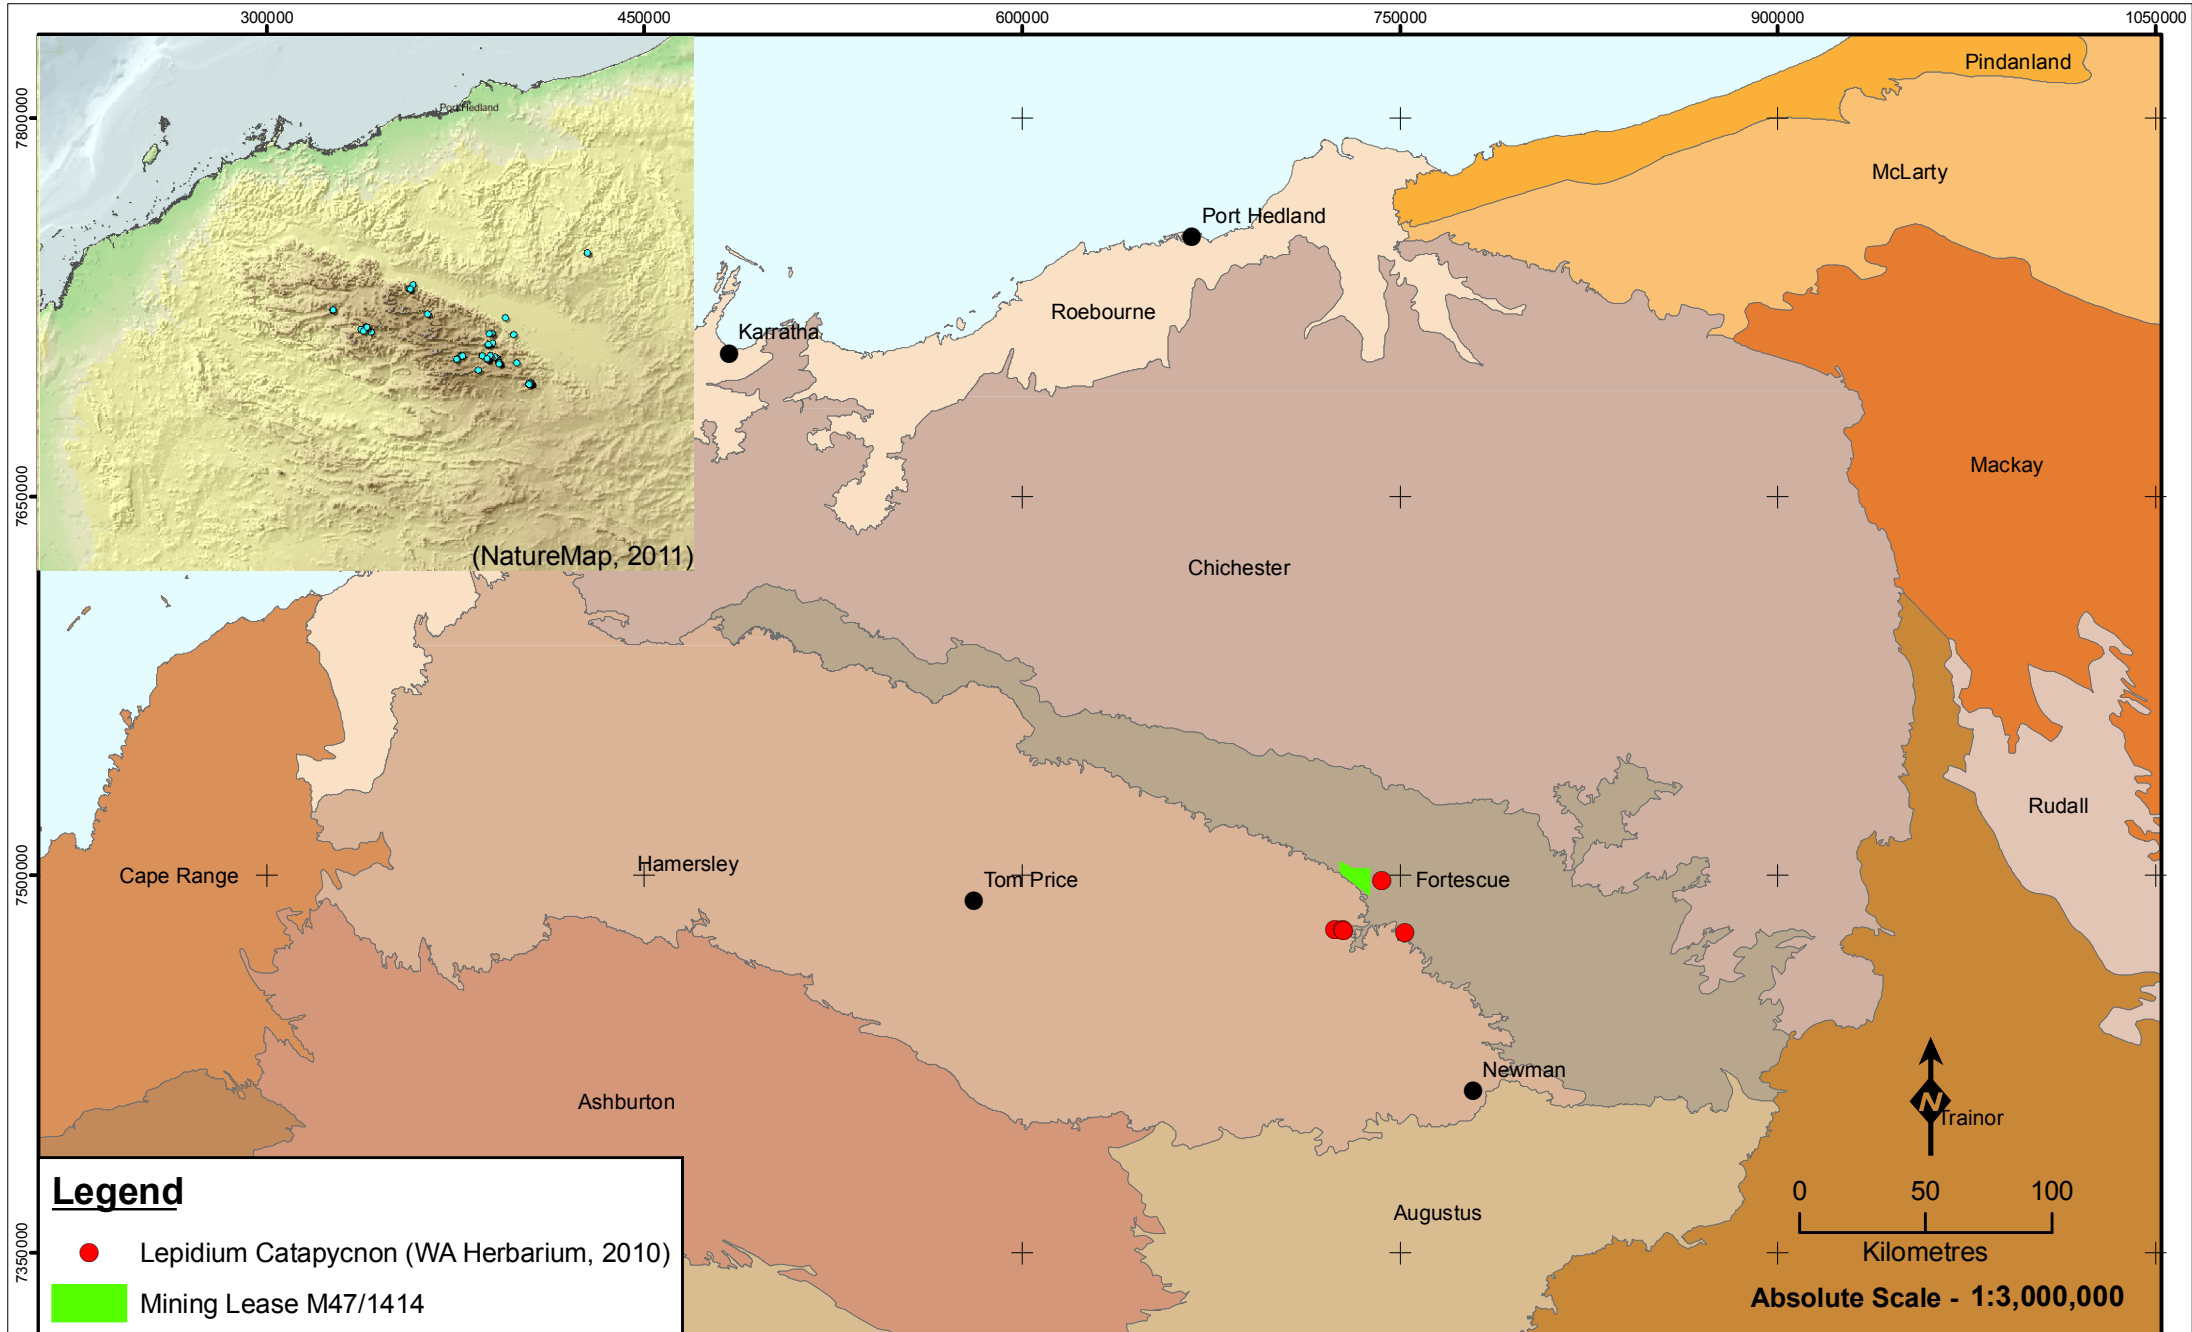 300000 450000 600000 750000 900000 1050000
Pindanland
Port Hedland
7800000
McLarty
Port Hedland
Roebourne
Karratha
Mackay
7650000
(NatureMap, 2011)
Chichester
Rudall
Hamersley
Cape Range
Tom Price
Fortescue
7500000
Newman
Ashburton
N
Trainor
Legend
0 50 100
Augustus
Kilometres
7350000
Lepidium Catapycnon (WA Herbarium, 2010)
Absolute Scale - 1:3,000,000
Mining Lease M47/1414